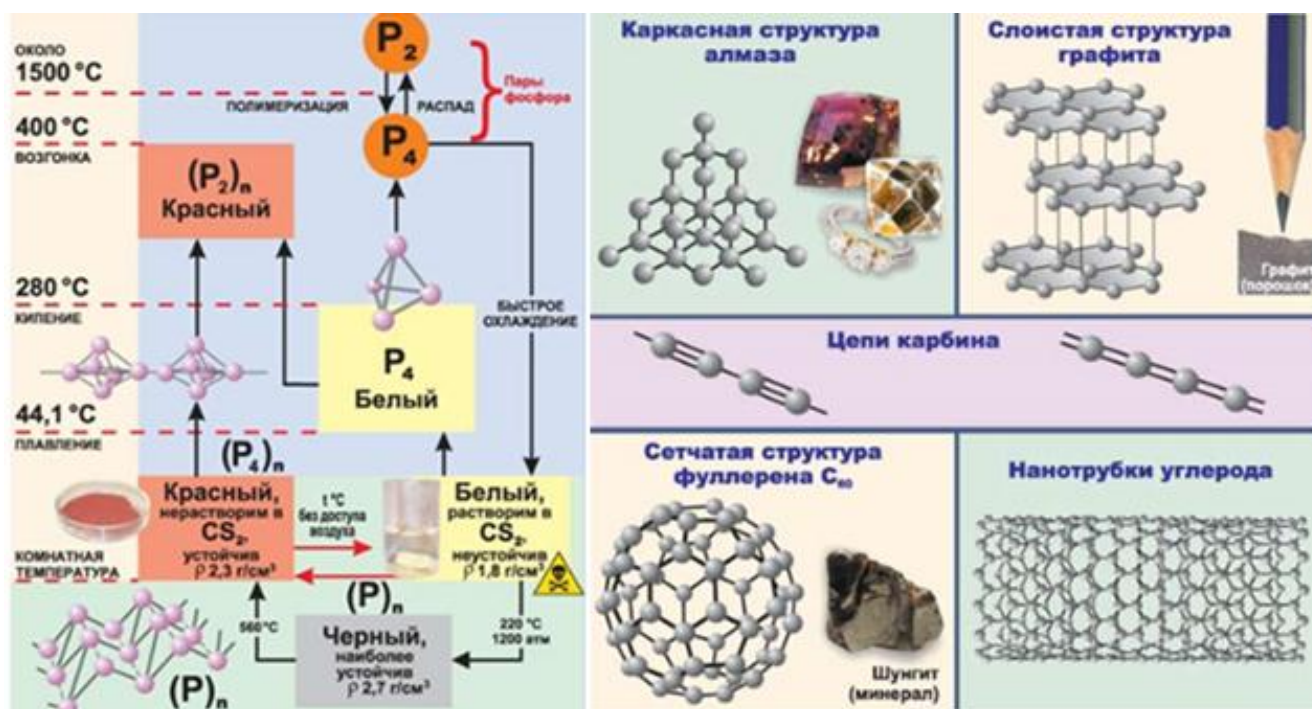 P₂
ОКОЛО
1500 °C
Пары
фосфора
ПОЛИМЕРИЗАЦИЯ
РАСПАД
400 °C
ВОЗГОНКА
P₄
(P₂)n
Красный
280 °C
КИПЕНИЕ
БЫСТРОЕ
ОХЛАЖДЕНИЕ
P₄
Белый
44,1 °C
ПЛАВЛЕНИЕ
(P₄)n
Красный,
нерастворим в
CS₂,
устойчив
ρ 2,3 г/см³
t °C
без доступа
воздуха
Белый,
растворим в
CS₂,
неустойчив
ρ 1,8 г/см³
КОМНАТНАЯ
ТЕМПЕРАТУРА
(P)n
560 °C
Черный,
наиболее
устойчив
ρ 2,7 г/см³
220 °C
1200 атм
(P)n
Каркасная структура
алмаза
Слоистая структура
графита
Графит
(порошок)
Цепи карбина
Сетчатая структура
фуллерена C₆₀
Шунгит
(минерал)
Нанотрубки углерода